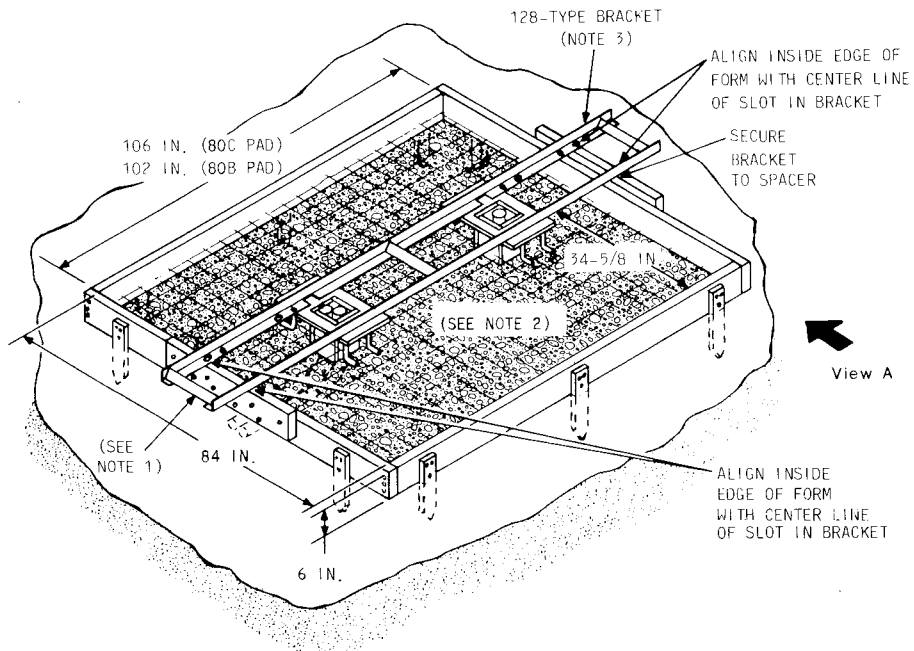 128-TYPE BRACKET
(NOTE 3)
ALIGN INSIDE EDGE OF
FORM WITH CENTER LINE
OF SLOT IN BRACKET
106 IN. (80C PAD)
102 IN. (80B PAD)
SECURE
BRACKET
TO SPACER
34-5/8 IN.
(SEE NOTE 2)
View A
(SEE
NOTE 1)
84 IN.
ALIGN INSIDE
EDGE OF FORM
WITH CENTER LINE
OF SLOT IN BRACKET
6 IN.